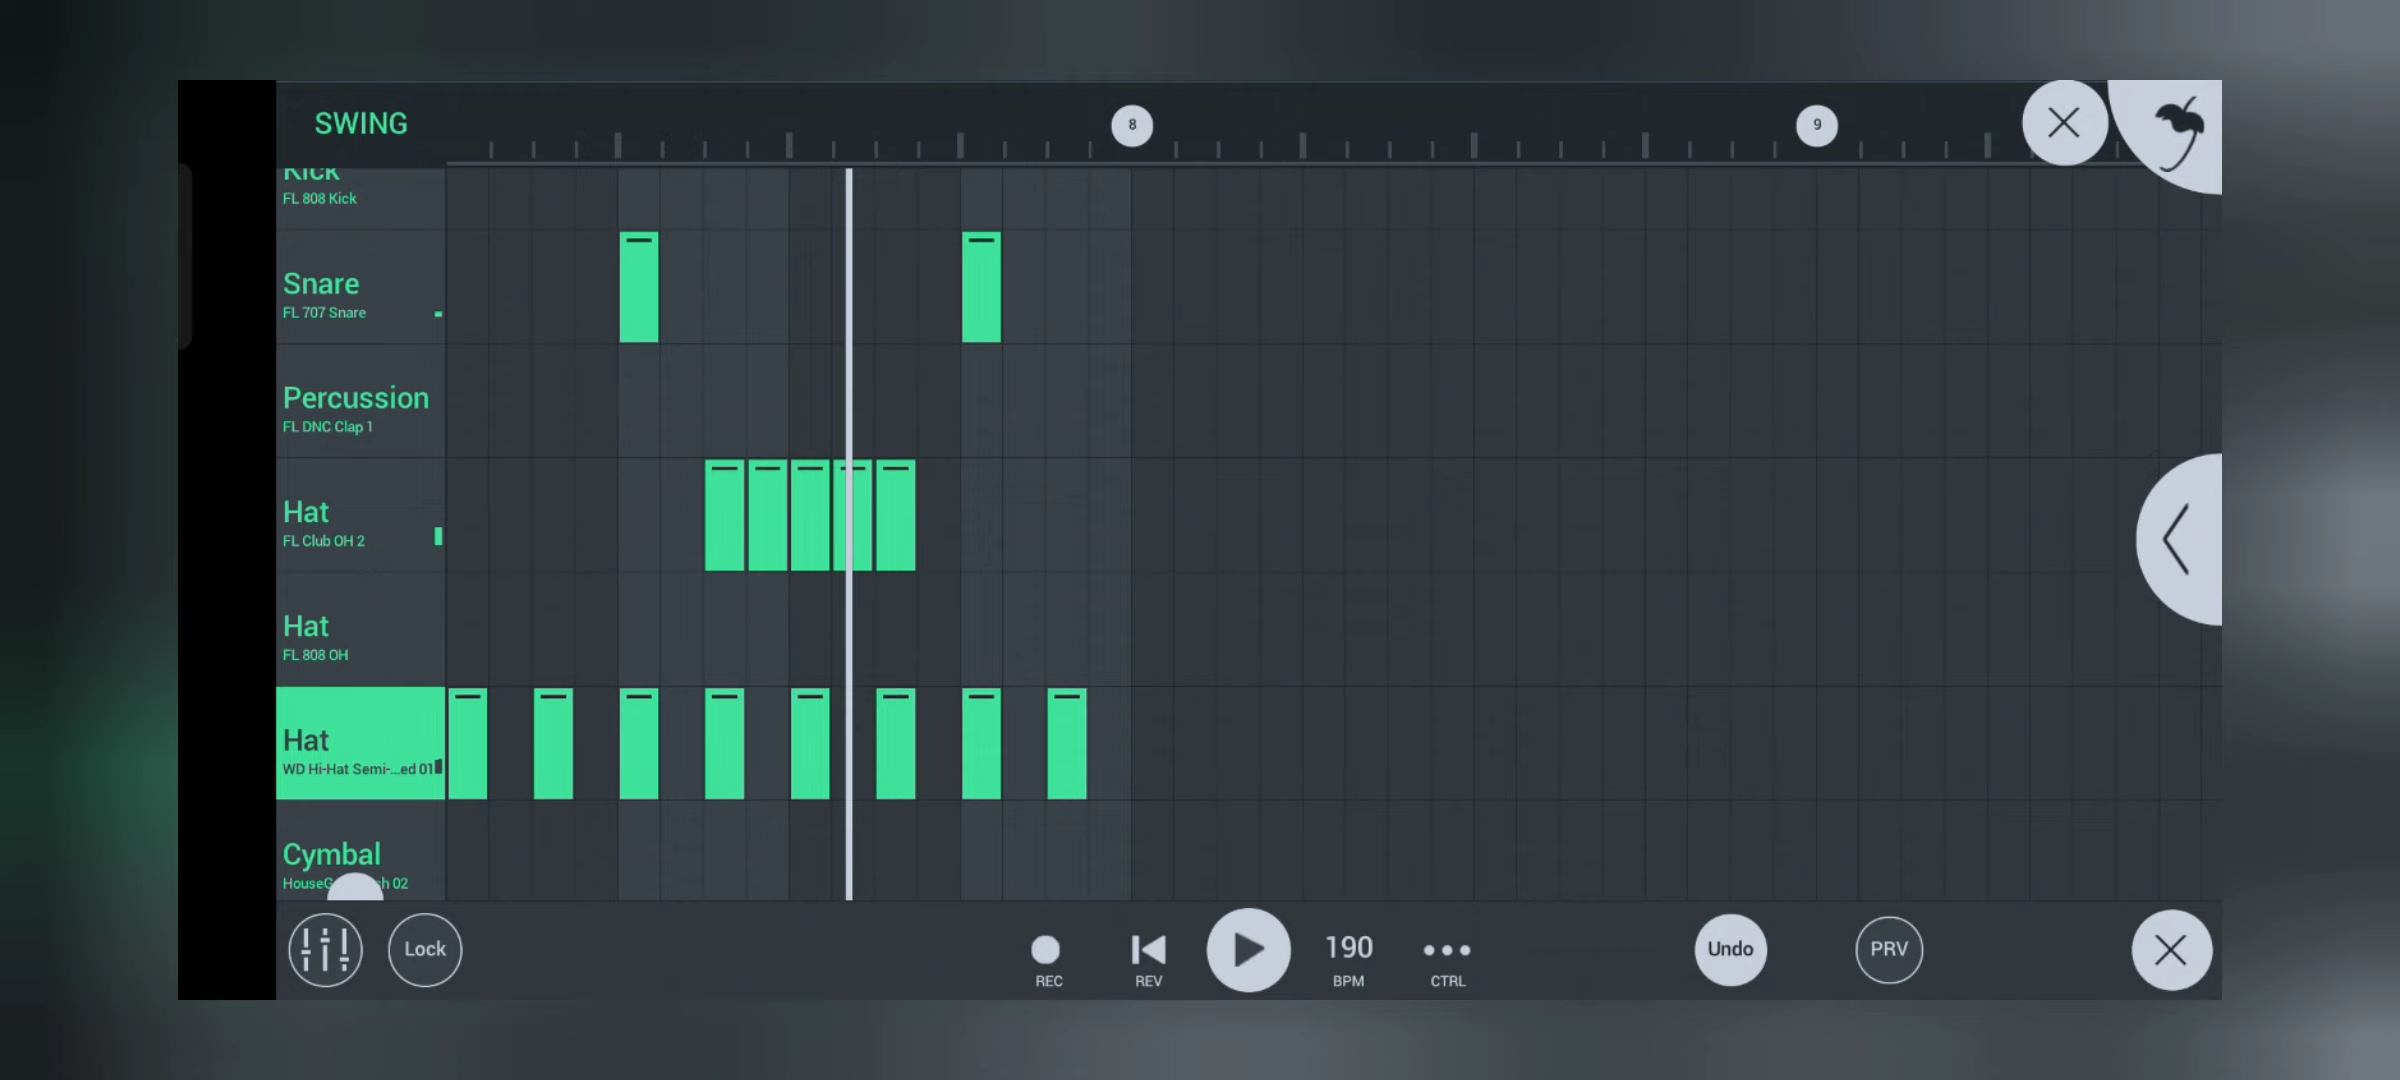 SWING
8
9
Kick
FL 808 Kick
Snare
FL 707 Snare
Percussion
FL DNC Clap 1
Hat
FL Club OH 2
Hat
FL 808 OH
Hat
WD Hi-Hat Semi-...ed 01
Cymbal
HouseG h 02
Lock
REC
REV
190
BPM
CTRL
Undo
PRV